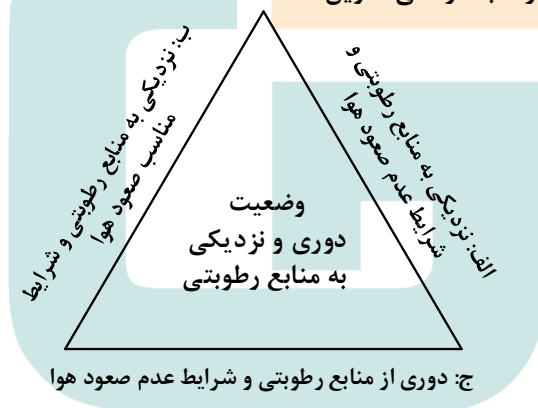 ب: نزدیکی به منابع رطوبتی و شرایط
مناسب صعود هوا
الف: نزدیکی به منابع رطوبتی و
شرایط عدم صعود هوا
وضعیت
دوری و نزدیکی
به منابع رطوبتی
ج: دوری از منابع رطوبتی و شرایط عدم صعود هوا